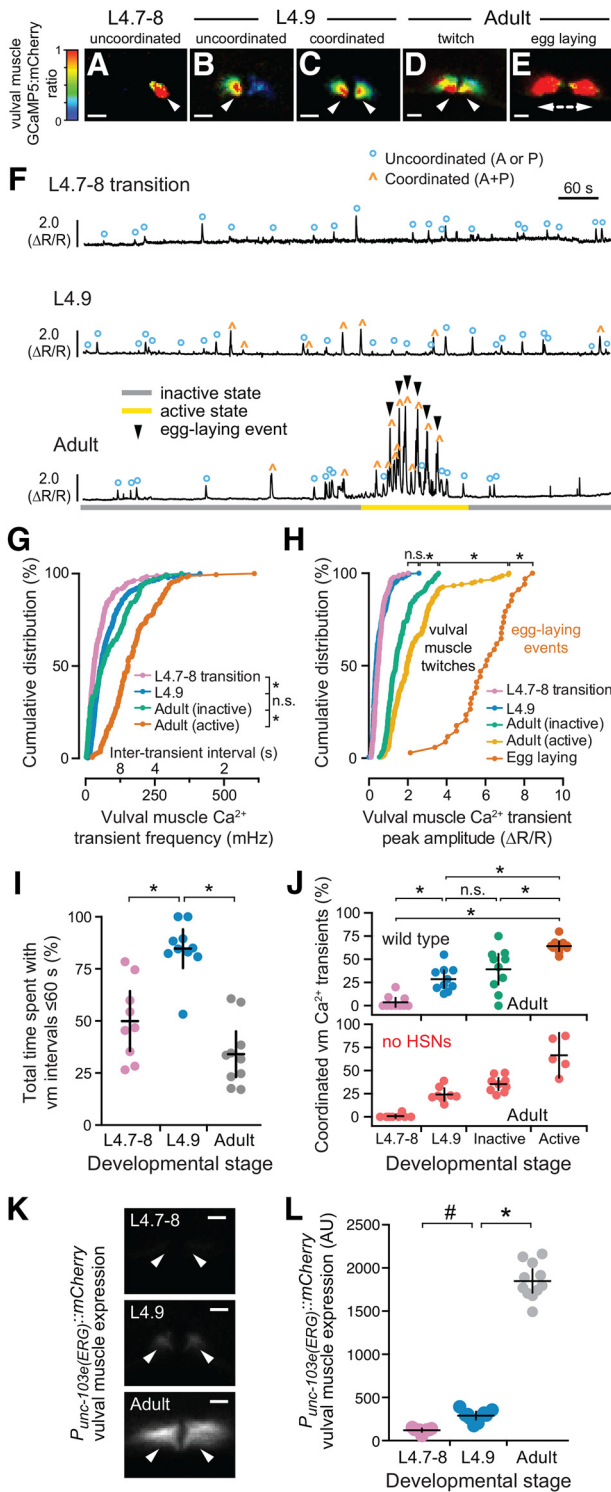 L4.7-8 L4.9 Adult
uncoordinated uncoordinated coordinated twitch egg laying
vulval muscle
GCaMP5:mCherry
ratio
1
0
A B C D E
F
Uncoordinated (A or P)
Coordinated (A+P)
60 s
L4.7-8 transition
2.0
(ΔR/R)
L4.9
2.0
(ΔR/R)
inactive state
active state
egg-laying event
Adult
2.0
(ΔR/R)
G
Cumulative distribution (%)
100
50
0
L4.7-8 transition
L4.9
Adult (inactive)
Adult (active)
*
n.s.
*
Inter-transient interval (s)
8 4 2
0 250 500
Vulval muscle Ca²⁺
transient frequency (mHz)
H
n.s. * * *
Cumulative distribution (%)
100
50
0
vulval
muscle
twitches
egg-laying
events
L4.7-8 transition
L4.9
Adult (inactive)
Adult (active)
Egg laying
0 2 4 6 8 10
Vulval muscle Ca²⁺ transient
peak amplitude (ΔR/R)
I
* *
Total time spent with
vm intervals ≤60 s (%)
100
75
50
25
0
L4.7-8 L4.9 Adult
Developmental stage
J
*
* n.s. *
*
Coordinated vm Ca²⁺ transients (%)
100
75
50
25
0
wild type
Adult
100
75
50
25
0
no HSNs
Adult
L4.7-8 L4.9 Inactive Active
Developmental stage
K
Punc-103e(ERG)::mCherry
vulval muscle expression
L4.7-8
L4.9
Adult
L
# *
Punc-103e(ERG)::mCherry
vulval muscle expression (AU)
2500
2000
1500
1000
500
0
L4.7-8 L4.9 Adult
Developmental stage